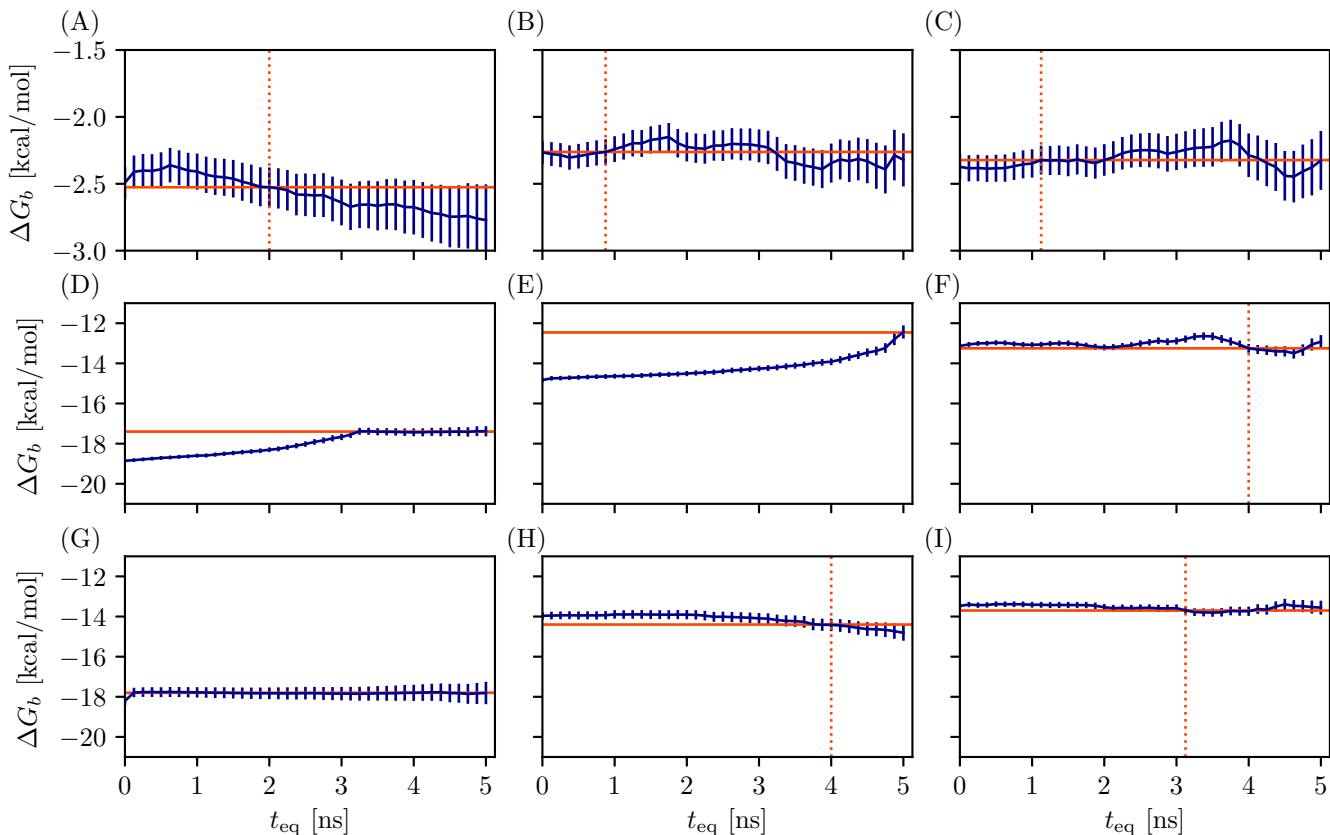 (A) (B) (C)
−1.5
−2.0
−2.5
−3.0
ΔG_b [kcal/mol]
(D) (E) (F)
−12
−14
−16
−18
−20
ΔG_b [kcal/mol]
(G) (H) (I)
−12
−14
−16
−18
−20
ΔG_b [kcal/mol]
0 1 2 3 4 5 0 1 2 3 4 5 0 1 2 3 4 5
t_eq [ns] t_eq [ns] t_eq [ns]